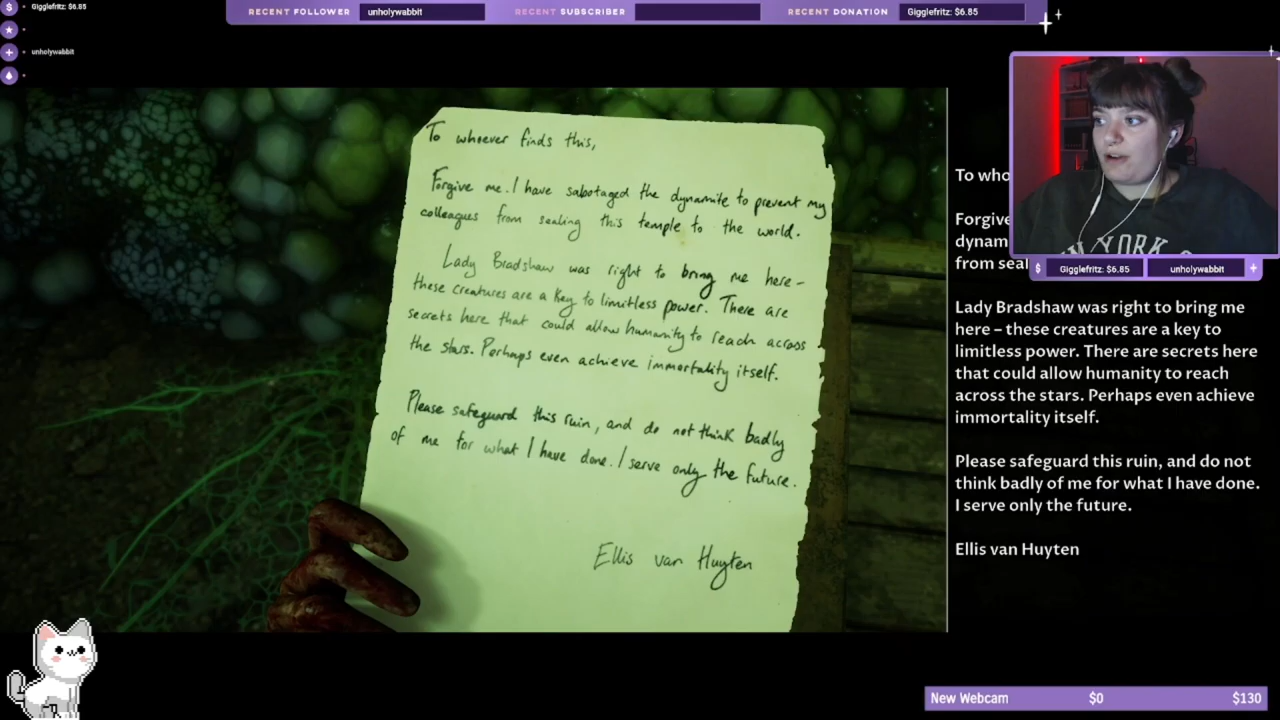 Gigglefritz: $6.85
unholywabbit
RECENT FOLLOWER unholywabbit RECENT SUBSCRIBER RECENT DONATION Gigglefritz: $6.85
To whoever finds this,
Forgive me. I have sabotaged the dynamite to prevent my
colleagues from sealing this temple to the world.
Lady Bradshaw was right to bring me here –
these creatures are a key to limitless power. There are
secrets here that could allow humanity to reach across
the stars. Perhaps even achieve immortality itself.
Please safeguard this ruin, and do not think badly
of me for what I have done. I serve only the future.
Ellis van Huyten
YORK
$ Gigglefritz: $6.85 unholywabbit +
To who
Forgive
dynam
from seal
Lady Bradshaw was right to bring me
here – these creatures are a key to
limitless power. There are secrets here
that could allow humanity to reach
across the stars. Perhaps even achieve
immortality itself.
Please safeguard this ruin, and do not
think badly of me for what I have done.
I serve only the future.
Ellis van Huyten
New Webcam $0 $130